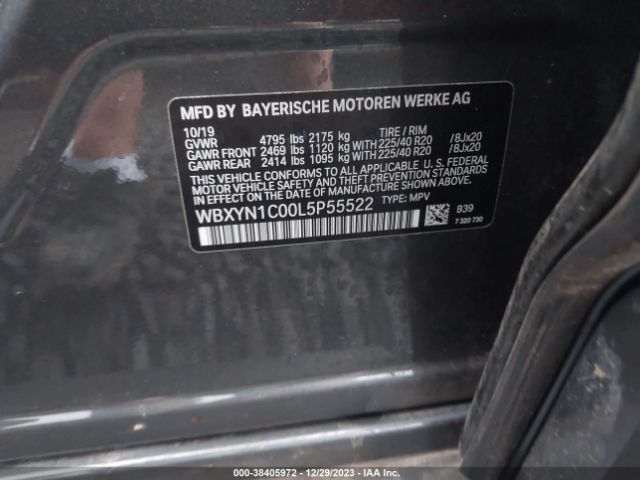 MFD BY BAYERISCHE MOTOREN WERKE AG
10/19 TIRE / RIM
GVWR 4795 lbs 2175 kg
GAWR FRONT 2469 lbs 1120 kg WITH 225/40 R20 /8Jx20
GAWR REAR 2414 lbs 1095 kg WITH 225/40 R20 /8Jx20
THIS VEHICLE CONFORMS TO ALL APPLICABLE U. S. FEDERAL
MOTOR VEHICLE SAFETY, BUMPER, AND THEFT PREVENTION
STANDARDS IN EFFECT ON THE DATE OF MANUFACTURE SHOWN ABOVE.
WBXYN1C00L5P55522 TYPE: MPV
B39
7 320 730
000-38405972 - 12/29/2023 - IAA Inc.